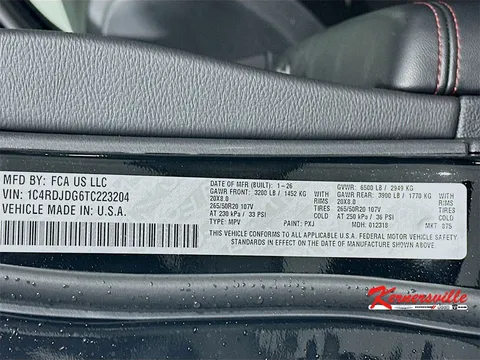 MFD BY: FCA US LLC
VIN: 1C4RDJDG6TC223204
VEHICLE MADE IN: U.S.A.
DATE OF MFR (BUILT): 1-26
GAWR FRONT: 3200 LB / 1452 KG
20X8.0 RIMS
265/50R20 107V TIRES
AT 230 kPa / 33 PSI COLD
TYPE: MPV PAINT: PXJ
GVWR: 6500 LB / 2949 KG
GAWR REAR: 3900 LB / 1770 KG
20X8.0 RIMS
265/50R20 107V TIRES
AT 250 kPa / 36 PSI COLD
MDH: 012318 MKT 075
THIS VEHICLE CONFORMS TO ALL APPLICABLE U.S.A. FEDERAL MOTOR VEHICLE SAFETY STANDARDS
IN EFFECT ON THE DATE OF MANUFACTURE SHOWN ABOVE
Kernersville